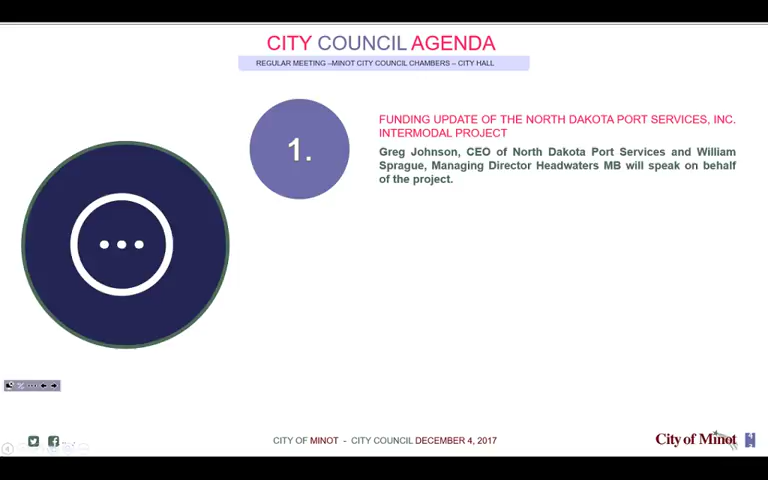 CITY COUNCIL AGENDA
REGULAR MEETING –MINOT CITY COUNCIL CHAMBERS – CITY HALL
1.
FUNDING UPDATE OF THE NORTH DAKOTA PORT SERVICES, INC.
INTERMODAL PROJECT
Greg Johnson, CEO of North Dakota Port Services and William
Sprague, Managing Director Headwaters MB will speak on behalf
of the project.
CITY OF MINOT - CITY COUNCIL DECEMBER 4, 2017
City of Minot